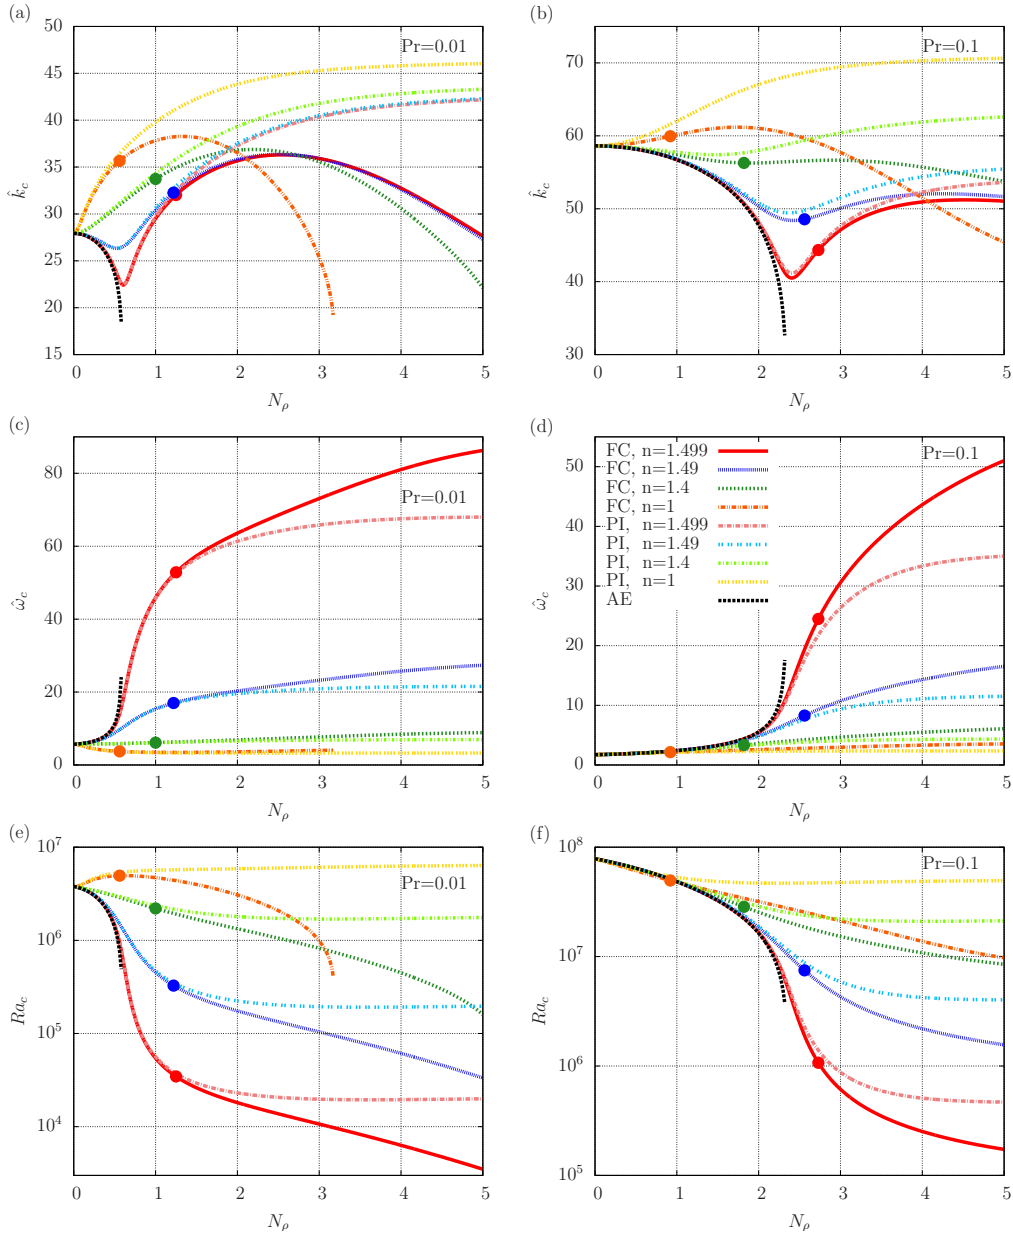 (a)
50
45
40
35
30
25
20
15
k̂c
0 1 2 3 4 5
Nρ
Pr=0.01
(b)
70
60
50
40
30
k̂c
0 1 2 3 4 5
Nρ
Pr=0.1
(c)
80
60
40
20
0
ω̂c
0 1 2 3 4 5
Nρ
Pr=0.01
(d)
50
40
30
20
10
0
ω̂c
0 1 2 3 4 5
Nρ
FC, n=1.499
FC, n=1.49
FC, n=1.4
FC, n=1
PI, n=1.499
PI, n=1.49
PI, n=1.4
PI, n=1
AE
Pr=0.1
(e)
10⁷
10⁶
10⁵
10⁴
Rac
0 1 2 3 4 5
Nρ
Pr=0.01
(f)
10⁸
10⁷
10⁶
10⁵
Rac
0 1 2 3 4 5
Nρ
Pr=0.1